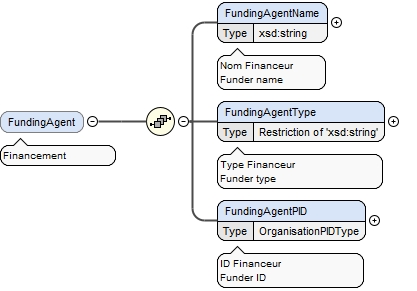 FundingAgentName
Type xsd:string
Nom Financeur
Funder name
FundingAgent
Financement
FundingAgentType
Type Restriction of 'xsd:string'
Type Financeur
Funder type
FundingAgentPID
Type OrganisationPIDType
ID Financeur
Funder ID